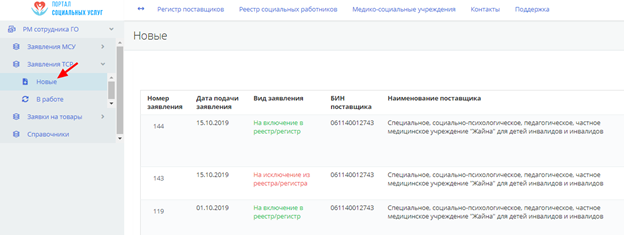 ПОРТАЛ
СОЦИАЛЬНЫХ УСЛУГ
Регистр поставщиков
Реестр социальных работников
Медико-социальные учреждения
Контакты
Поддержка
РМ сотрудника ГО
Заявления МСУ
Заявления ТСР
Новые
В работе
Заявки на товары
Справочники
Новые
Номер заявления
Дата подачи заявления
Вид заявления
БИН поставщика
Наименование поставщика
144
15.10.2019
На включение в
реестр/регистр
061140012743
Специальное, социально-психологическое, педагогическое, частное
медицинское учреждение "Жайна" для детей инвалидов и инвалидов
143
15.10.2019
На исключение из
реестра/регистра
061140012743
Специальное, социально-психологическое, педагогическое, частное
медицинское учреждение "Жайна" для детей инвалидов и инвалидов
119
01.10.2019
На включение в
реестр/регистр
061140012743
Специальное, социально-психологическое, педагогическое, частное
медицинское учреждение "Жайна" для детей инвалидов и инвалидов